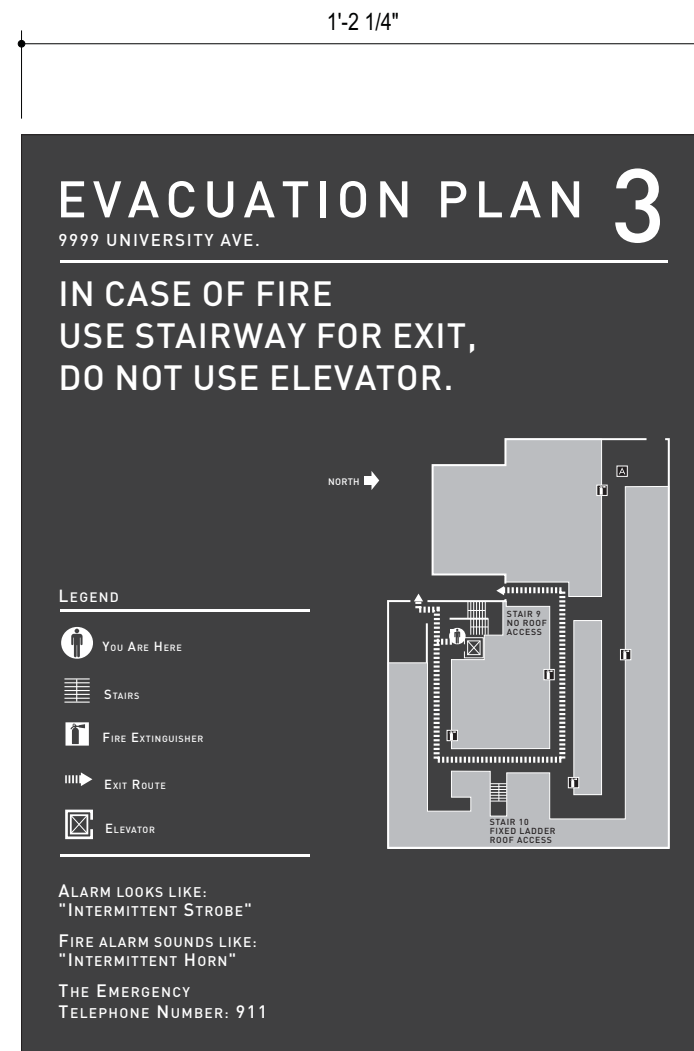 1'-2 1/4"
EVACUATION PLAN 3
9999 UNIVERSITY AVE.
IN CASE OF FIRE
USE STAIRWAY FOR EXIT,
DO NOT USE ELEVATOR.
NORTH
A
STAIR 9
NO ROOF
ACCESS
STAIR 10
FIXED LADDER
ROOF ACCESS
LEGEND
YOU ARE HERE
STAIRS
FIRE EXTINGUISHER
EXIT ROUTE
ELEVATOR
ALARM LOOKS LIKE:
"INTERMITTENT STROBE"
FIRE ALARM SOUNDS LIKE:
"INTERMITTENT HORN"
THE EMERGENCY
TELEPHONE NUMBER: 911